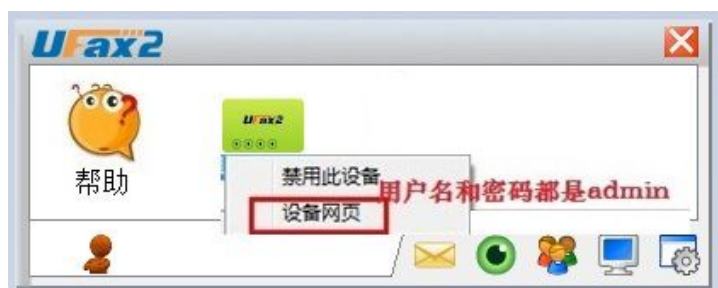 UFax2
UFax2
帮助
禁用此设备
用户名和密码都是admin
设备网页